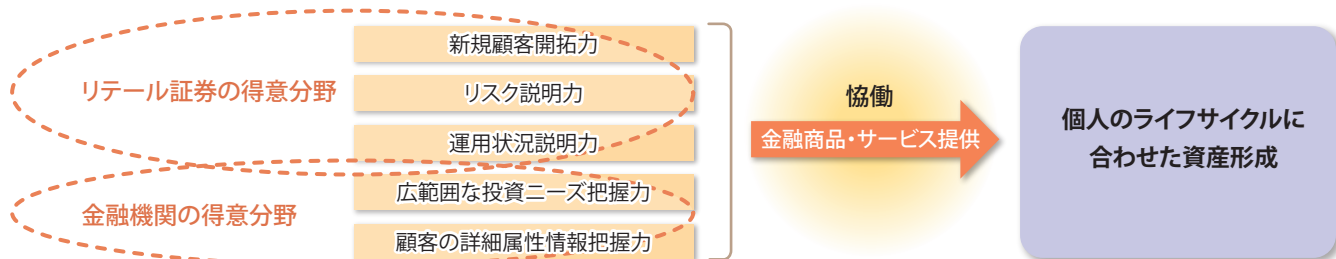 リテール証券の得意分野
新規顧客開拓力
リスク説明力
運用状況説明力
金融機関の得意分野
広範囲な投資ニーズ把握力
顧客の詳細属性情報把握力
恊働
金融商品・サービス提供
個人のライフサイクルに
合わせた資産形成